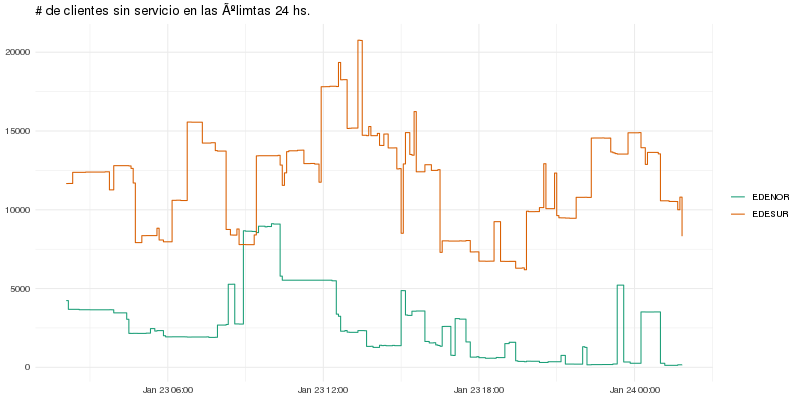 # de clientes sin servicio en las Ãºlimtas 24 hs.
20000
15000
10000
5000
0
Jan 23 06:00
Jan 23 12:00
Jan 23 18:00
Jan 24 00:00
EDENOR
EDESUR